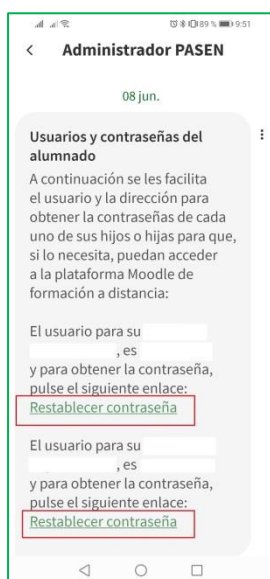 89 % 9:51
< Administrador PASEN
08 jun.
Usuarios y contraseñas del
alumnado
A continuación se les facilita
el usuario y la dirección para
obtener la contraseñas de cada
uno de sus hijos o hijas para que,
si lo necesita, puedan acceder
a la plataforma Moodle de
formación a distancia:
El usuario para su
, es
y para obtener la contraseña,
pulse el siguiente enlace:
Restablecer contraseña
El usuario para su
, es
y para obtener la contraseña,
pulse el siguiente enlace:
Restablecer contraseña